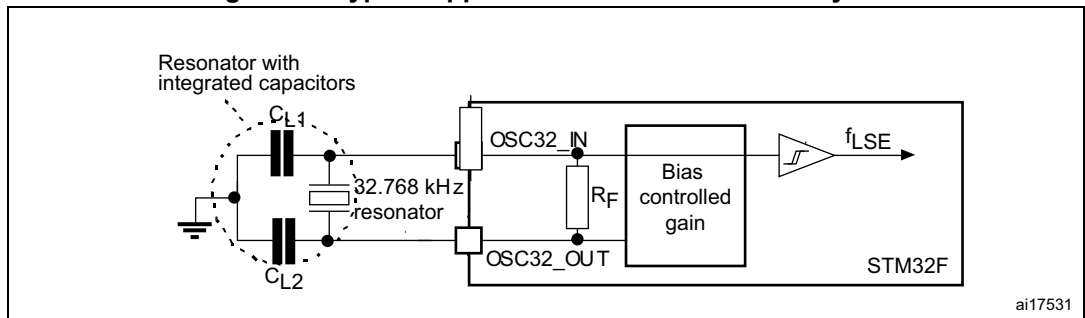 Resonator with
integrated capacitors
CL1
32.768 kHz
resonator
CL2
OSC32_IN
RF
OSC32_OUT
Bias
controlled
gain
fLSE
STM32F
ai17531